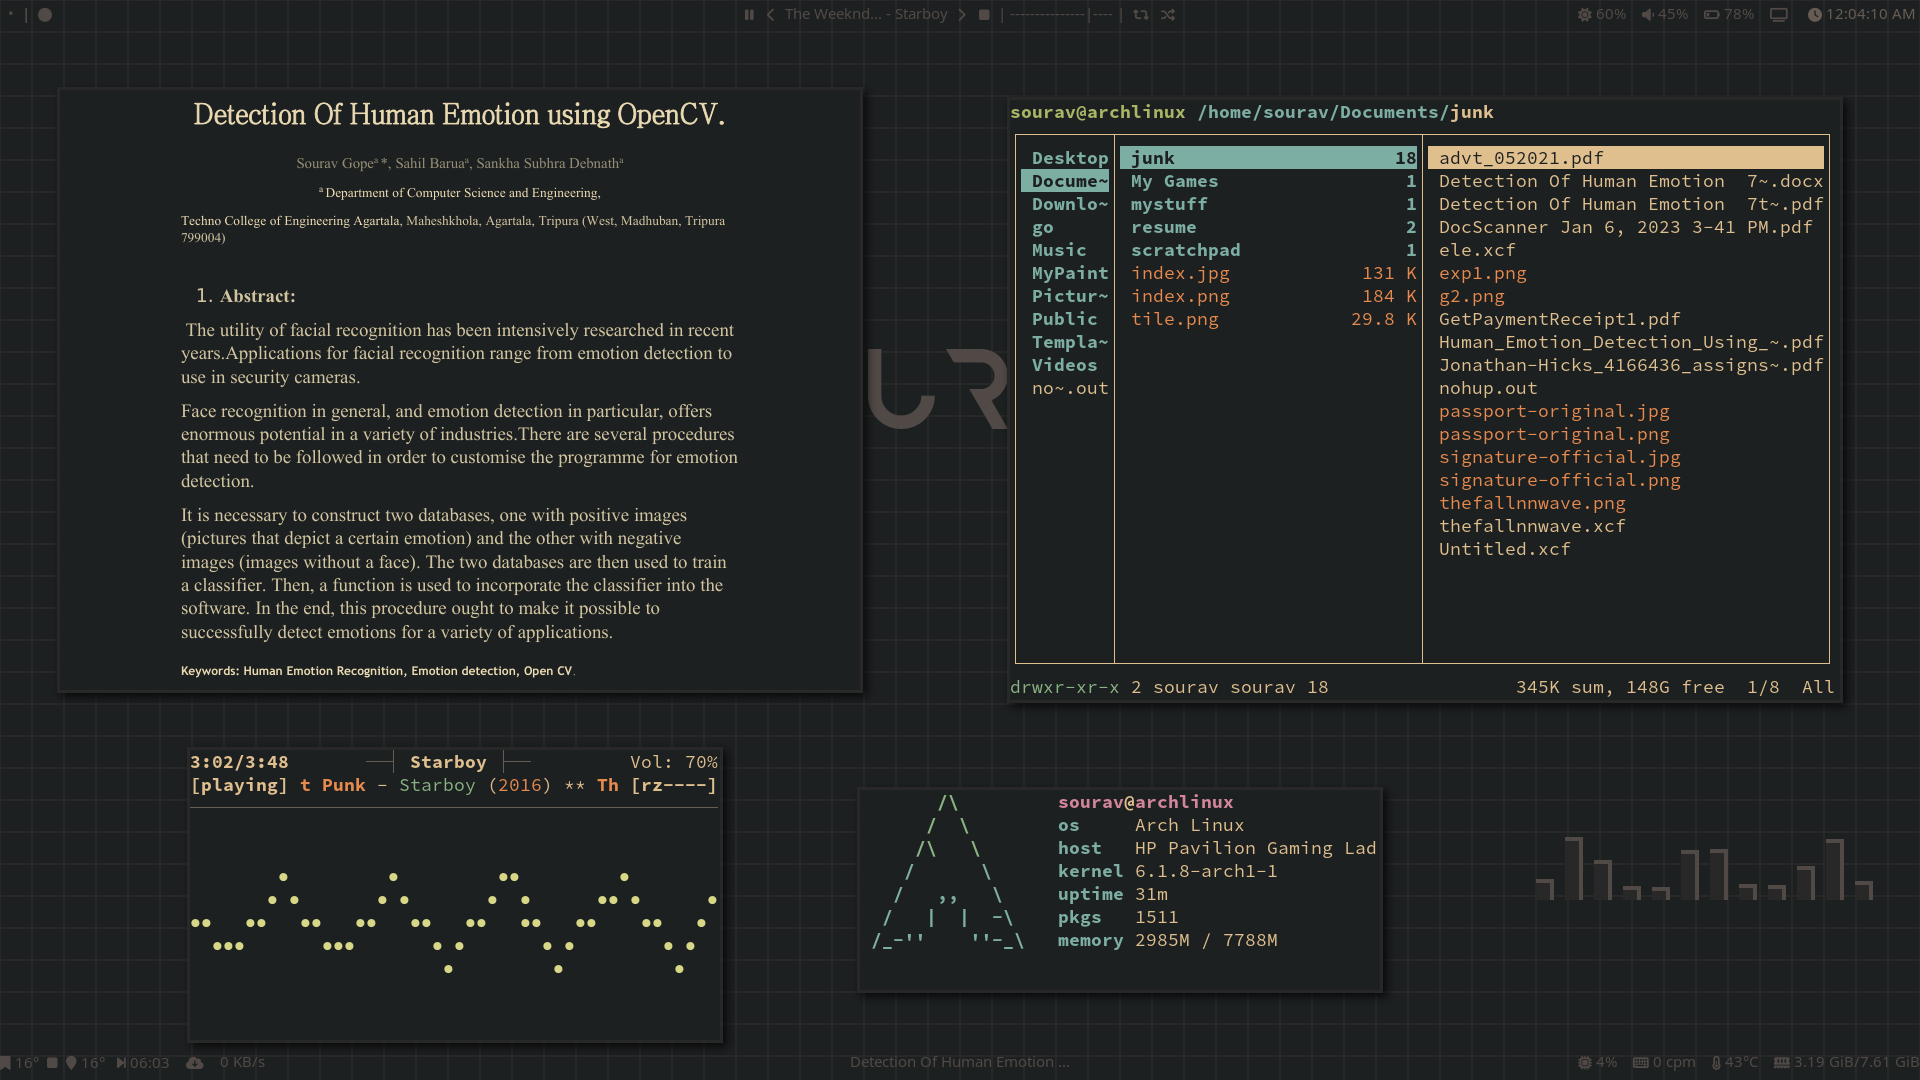 The Weeknd... - Starboy
| ---------------|---- |
60% 45% 78% 12:04:10 AM
Detection Of Human Emotion using OpenCV.
Sourav Gopeª*, Sahil Baruaª, Sankha Subhra Debnathª
ª Department of Computer Science and Engineering,
Techno College of Engineering Agartala, Maheshkhola, Agartala, Tripura (West, Madhuban, Tripura
799004)
1. Abstract:
The utility of facial recognition has been intensively researched in recent
years.Applications for facial recognition range from emotion detection to
use in security cameras.
Face recognition in general, and emotion detection in particular, offers
enormous potential in a variety of industries.There are several procedures
that need to be followed in order to customise the programme for emotion
detection.
It is necessary to construct two databases, one with positive images
(pictures that depict a certain emotion) and the other with negative
images (images without a face). The two databases are then used to train
a classifier. Then, a function is used to incorporate the classifier into the
software. In the end, this procedure ought to make it possible to
successfully detect emotions for a variety of applications.
Keywords: Human Emotion Recognition, Emotion detection, Open CV.
UR
sourav@archlinux /home/sourav/Documents/junk
Desktop
Docume~
Downlo~
go
Music
MyPaint
Pictur~
Public
Templa~
Videos
no~.out
junk 18
My Games 1
mystuff 1
resume 2
scratchpad 1
index.jpg 131 K
index.png 184 K
tile.png 29.8 K
advt_052021.pdf
Detection Of Human Emotion  7~.docx
Detection Of Human Emotion  7t~.pdf
DocScanner Jan 6, 2023 3-41 PM.pdf
ele.xcf
exp1.png
g2.png
GetPaymentReceipt1.pdf
Human_Emotion_Detection_Using_~.pdf
Jonathan-Hicks_4166436_assigns~.pdf
nohup.out
passport-original.jpg
passport-original.png
signature-official.jpg
signature-official.png
thefallnnwave.png
thefallnnwave.xcf
Untitled.xcf
drwxr-xr-x 2 sourav sourav 18 345K sum, 148G free  1/8  All
3:02/3:48 Starboy Vol: 70%
[playing] t Punk - Starboy (2016) ** Th [rz----]
sourav@archlinux
os Arch Linux
host HP Pavilion Gaming Lad
kernel 6.1.8-arch1-1
uptime 31m
pkgs 1511
memory 2985M / 7788M
16° 16° 06:03 0 KB/s
Detection Of Human Emotion ...
4% 0 cpm 43°C 3.19 GiB/7.61 GiB